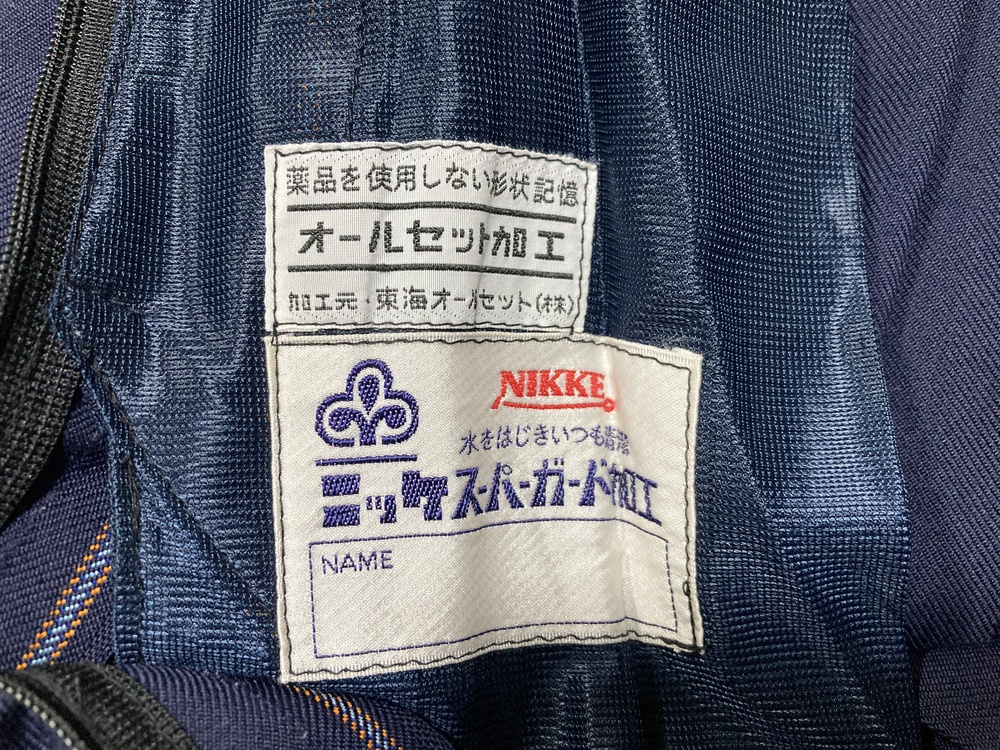 薬品を使用しない形状記憶
オールセット加工
加工元・東海オールセット(株)
NIKKE
水をはじきいつも清潔
ニッケスーパーガード加工
NAME